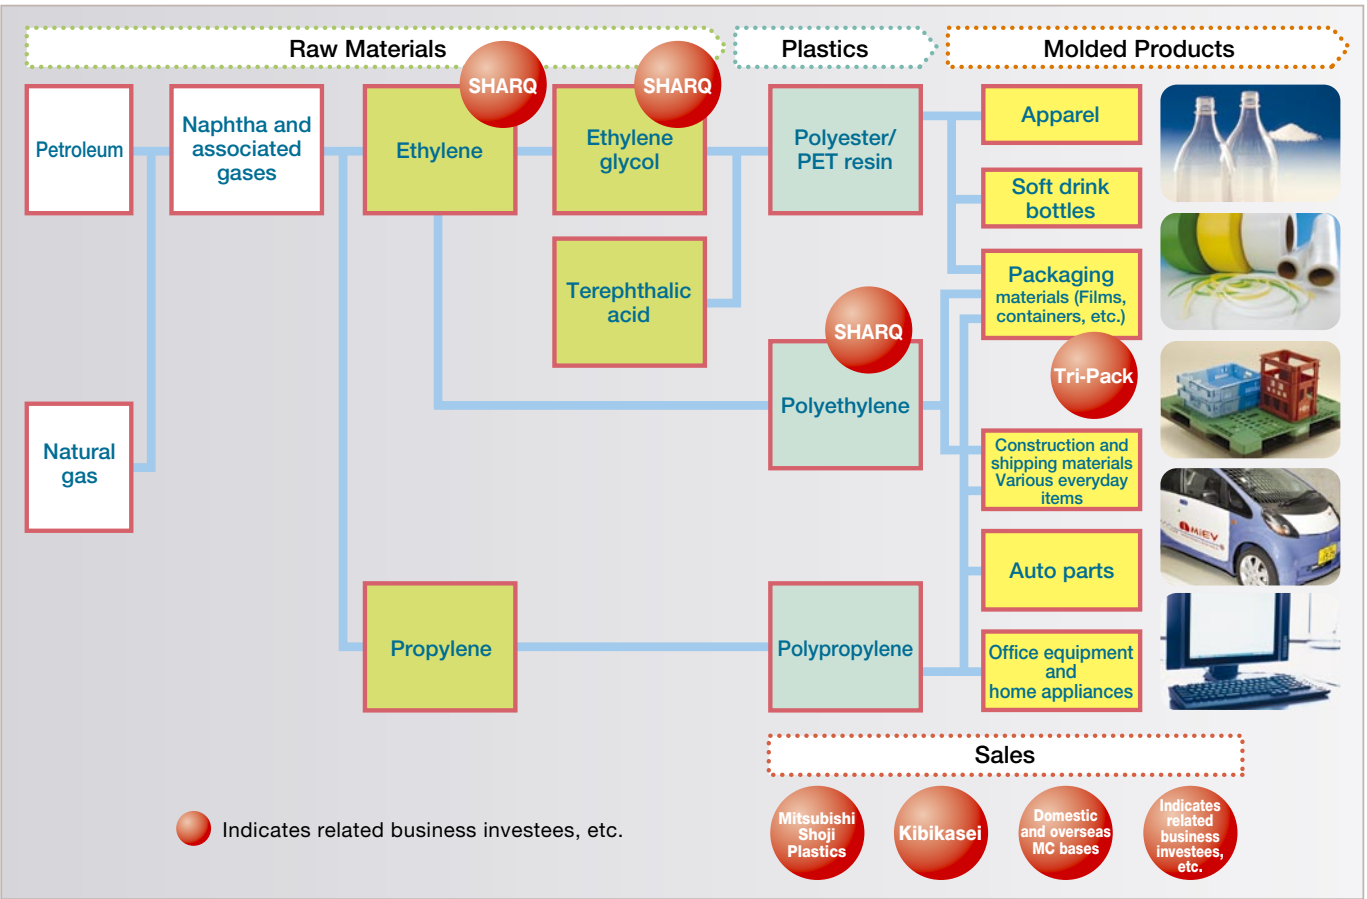 Raw Materials
Plastics
Molded Products
Petroleum
Naphtha and
associated
gases
Ethylene
SHARQ
Ethylene
glycol
SHARQ
Polyester/
PET resin
Apparel
Soft drink
bottles
Terephthalic
acid
Packaging
materials (Films,
containers, etc.)
SHARQ
Polyethylene
Tri-Pack
Natural
gas
Construction and
shipping materials
Various everyday
items
Auto parts
MiEV
Propylene
Polypropylene
Office equipment
and
home appliances
Sales
Indicates related business investees, etc.
Mitsubishi
Shoji
Plastics
Kibikasei
Domestic
and overseas
MC bases
Indicates
related
business
investees,
etc.